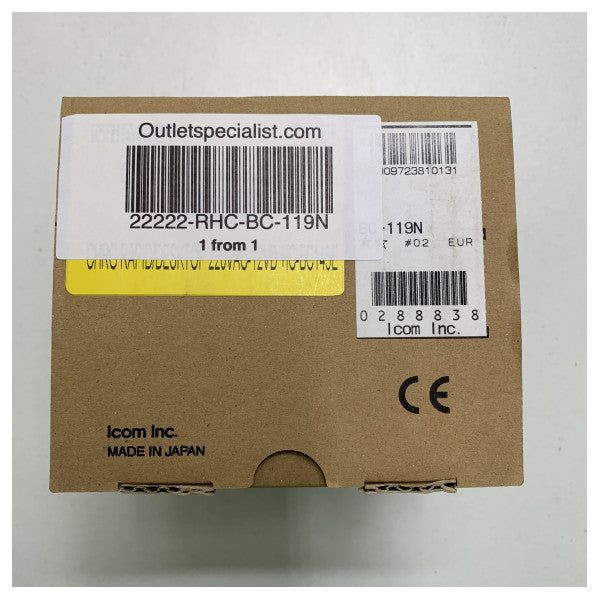 Outletspecialist.com
22222-RHC-BC-119N
1 from 1
09723810131
BC-119N
#02 EUR
0288838
Icom Inc.
Icom Inc.
MADE IN JAPAN
CE